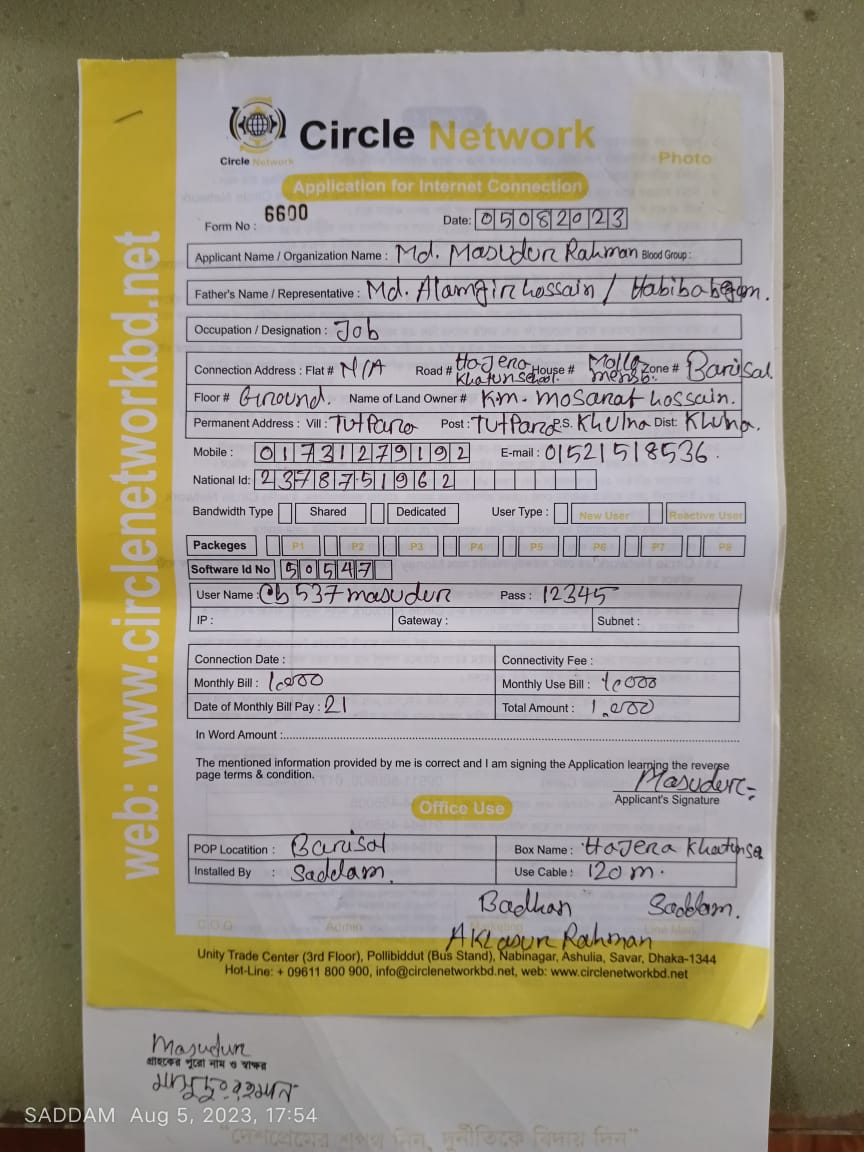 Circle Network
Circle Network
Photo
Application for Internet Connection
Form No : 6600 Date: 05082023
Applicant Name / Organization Name : Md. Masudur Rahman Blood Group :
Father's Name / Representative : Md. Alamgir hossain / Habiba begam.
Occupation / Designation : Job
Connection Address : Flat # N/A Road # Hajera Khatun school. House # Molla Zone # Barisal
Floor # Ground. Name of Land Owner # Km. mosaraf hossain.
Permanent Address : Vill : Tutpara Post : Tutpara P.S. Khulna Dist: Khulna.
Mobile : 01731279192 E-mail : 01521518536.
National Id: 2378751962
Bandwidth Type Shared Dedicated User Type : New User Reactive User
Packeges P1 P2 P3 P4 P5 P6 P7 P8
Software Id No 50547
User Name : Cb537masudur Pass : 12345
IP : Gateway : Subnet :
Connection Date : Connectivity Fee :
Monthly Bill : 1,000 Monthly Use Bill : 1,000
Date of Monthly Bill Pay : 21 Total Amount : 1,000
In Word Amount :
The mentioned information provided by me is correct and I am signing the Application learning the reverse
page terms & condition.
Masudur
Applicant's Signature
Office Use
POP Locatition : Barisal Box Name : Hajera Khatunsa
Installed By : Saddam. Use Cable : 120 m.
Badhan Saddam.
C.O.O Admin Line Man
Aklasur Rahman
Unity Trade Center (3rd Floor), Pollibiddut (Bus Stand), Nabinagar, Ashulia, Savar, Dhaka-1344
Hot-Line: + 09611 800 900, info@circlenetworkbd.net, web: www.circlenetworkbd.net
web: www.circlenetworkbd.net
Masudur
গ্রাহকের পুরো নাম ও স্বাক্ষর
মাসুদুর রহমান
SADDAM Aug 5, 2023, 17:54
"দেশপ্রেমের শপথ নিন, দুর্নীতিকে বিদায় দিন"